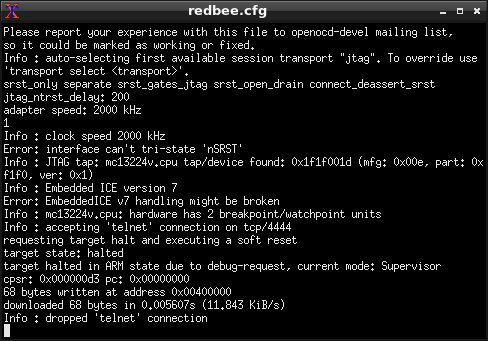 redbee.cfg
Please report your experience with this file to openocd-devel mailing list,
so it could be marked as working or fixed.
Info : auto-selecting first available session transport "jtag". To override use
'transport select <transport>'.
srst_only separate srst_gates_jtag srst_open_drain connect_deassert_srst
jtag_ntrst_delay: 200
adapter speed: 2000 kHz
1
Info : clock speed 2000 kHz
Error: interface can't tri-state 'nSRST'
Info : JTAG tap: mc13224v.cpu tap/device found: 0x1f1f001d (mfg: 0x00e, part: 0x
f1f0, ver: 0x1)
Info : Embedded ICE version 7
Error: EmbeddedICE v7 handling might be broken
Info : mc13224v.cpu: hardware has 2 breakpoint/watchpoint units
Info : accepting 'telnet' connection on tcp/4444
requesting target halt and executing a soft reset
target state: halted
target halted in ARM state due to debug-request, current mode: Supervisor
cpsr: 0x000000d3 pc: 0x00000000
68 bytes written at address 0x00400000
downloaded 68 bytes in 0.005607s (11.843 KiB/s)
Info : dropped 'telnet' connection